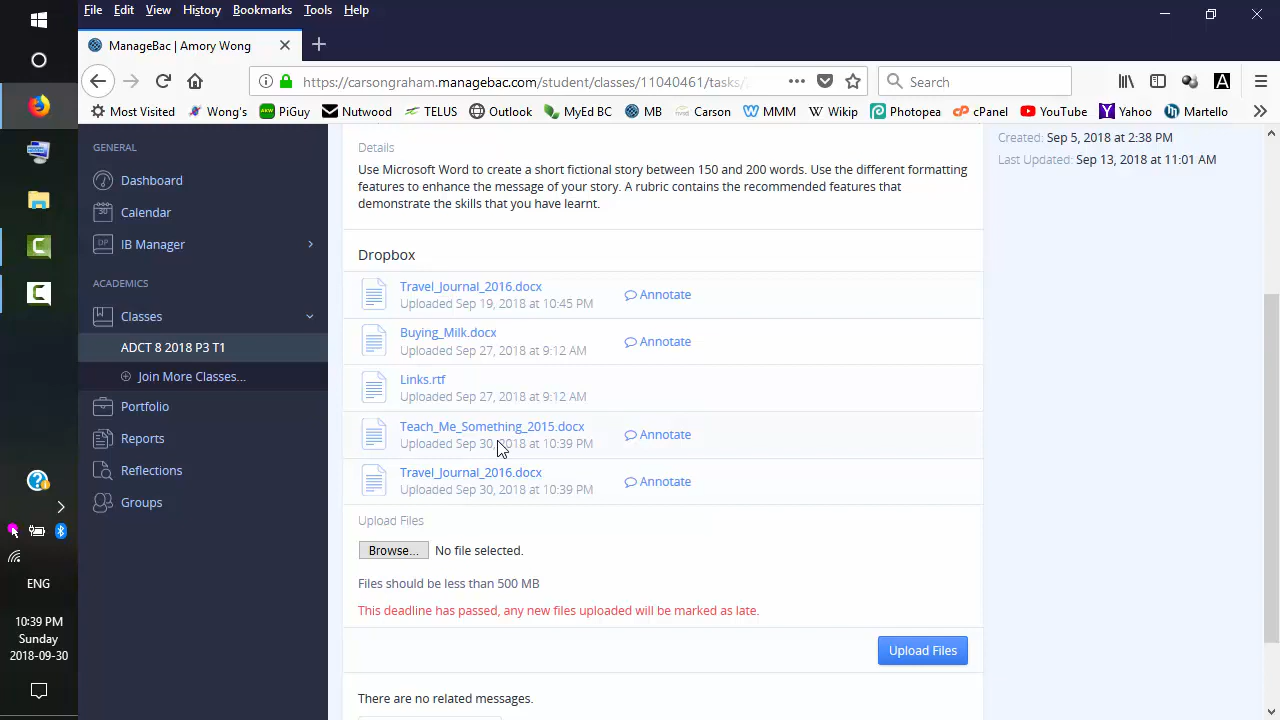 File Edit View History Bookmarks Tools Help
ManageBac | Amory Wong
https://carsongraham.managebac.com/student/classes/11040461/tasks/
Search
Most Visited Wong's PiGuy Nutwood TELUS Outlook MyEd BC MB Carson MMM Wikip Photopea cPanel YouTube Yahoo Martello
GENERAL
Dashboard
Calendar
IB Manager
ACADEMICS
Classes
ADCT 8 2018 P3 T1
Join More Classes...
Portfolio
Reports
Reflections
Groups
Details
Use Microsoft Word to create a short fictional story between 150 and 200 words. Use the different formatting
features to enhance the message of your story. A rubric contains the recommended features that
demonstrate the skills that you have learnt.
Dropbox
Travel_Journal_2016.docx
Uploaded Sep 19, 2018 at 10:45 PM
Annotate
Buying_Milk.docx
Uploaded Sep 27, 2018 at 9:12 AM
Annotate
Links.rtf
Uploaded Sep 27, 2018 at 9:12 AM
Teach_Me_Something_2015.docx
Uploaded Sep 30, 2018 at 10:39 PM
Annotate
Travel_Journal_2016.docx
Uploaded Sep 30, 2018 at 10:39 PM
Annotate
Upload Files
Browse... No file selected.
Files should be less than 500 MB
This deadline has passed, any new files uploaded will be marked as late.
Upload Files
There are no related messages.
Created: Sep 5, 2018 at 2:38 PM
Last Updated: Sep 13, 2018 at 11:01 AM
ENG
10:39 PM
Sunday
2018-09-30